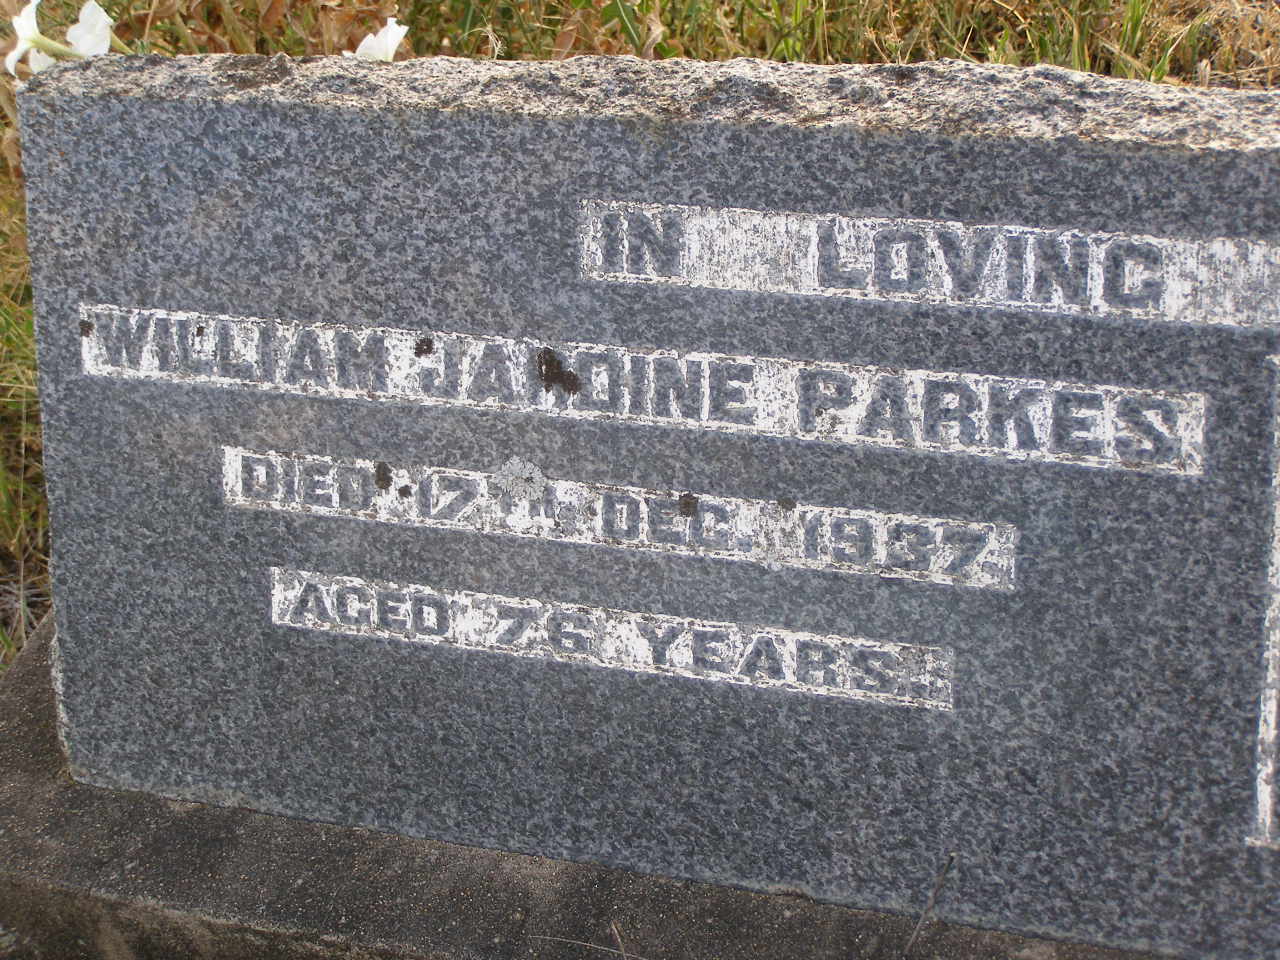 IN LOVING
WILLIAM JARDINE PARKES
DIED 17TH DEC. 1937.
AGED 76 YEARS.